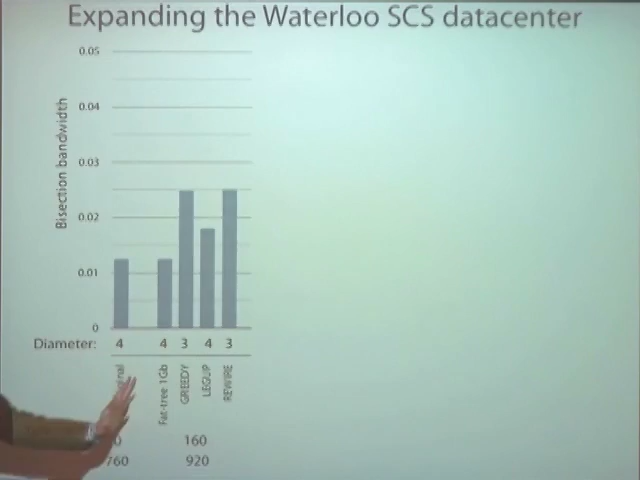 Expanding the Waterloo SCS datacenter
0.05
0.04
0.03
0.02
0.01
0
Bisection bandwidth
Diameter: 4 4 3 4 3
Fat-tree 1Gb
GREEDY
LEGUP
REWIRE
160
760 920